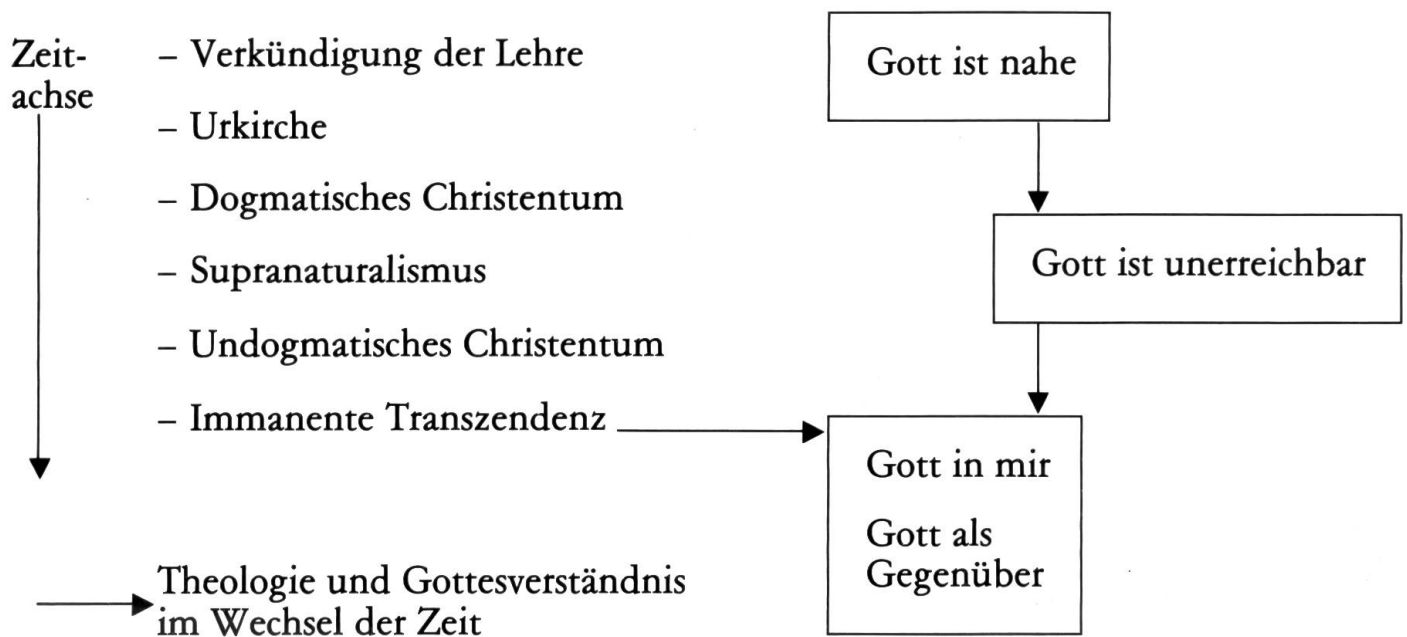 Zeit-
achse
– Verkündigung der Lehre
– Urkirche
– Dogmatisches Christentum
– Supranaturalismus
– Undogmatisches Christentum
– Immanente Transzendenz
Theologie und Gottesverständnis
im Wechsel der Zeit
Gott ist nahe
Gott ist unerreichbar
Gott in mir
Gott als
Gegenüber